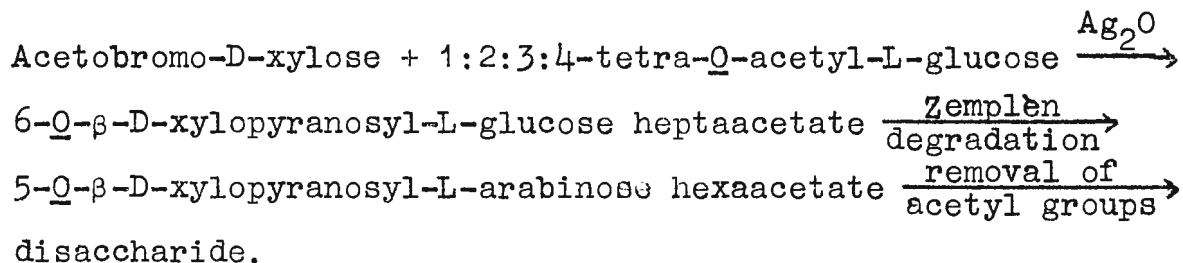 Acetobromo-D-xylose + 1:2:3:4-tetra-O-acetyl-L-glucose Ag₂O
6-O-β-D-xylopyranosyl-L-glucose heptaacetate Zemplèn degradation
5-O-β-D-xylopyranosyl-L-arabinose hexaacetate removal of acetyl groups
disaccharide.